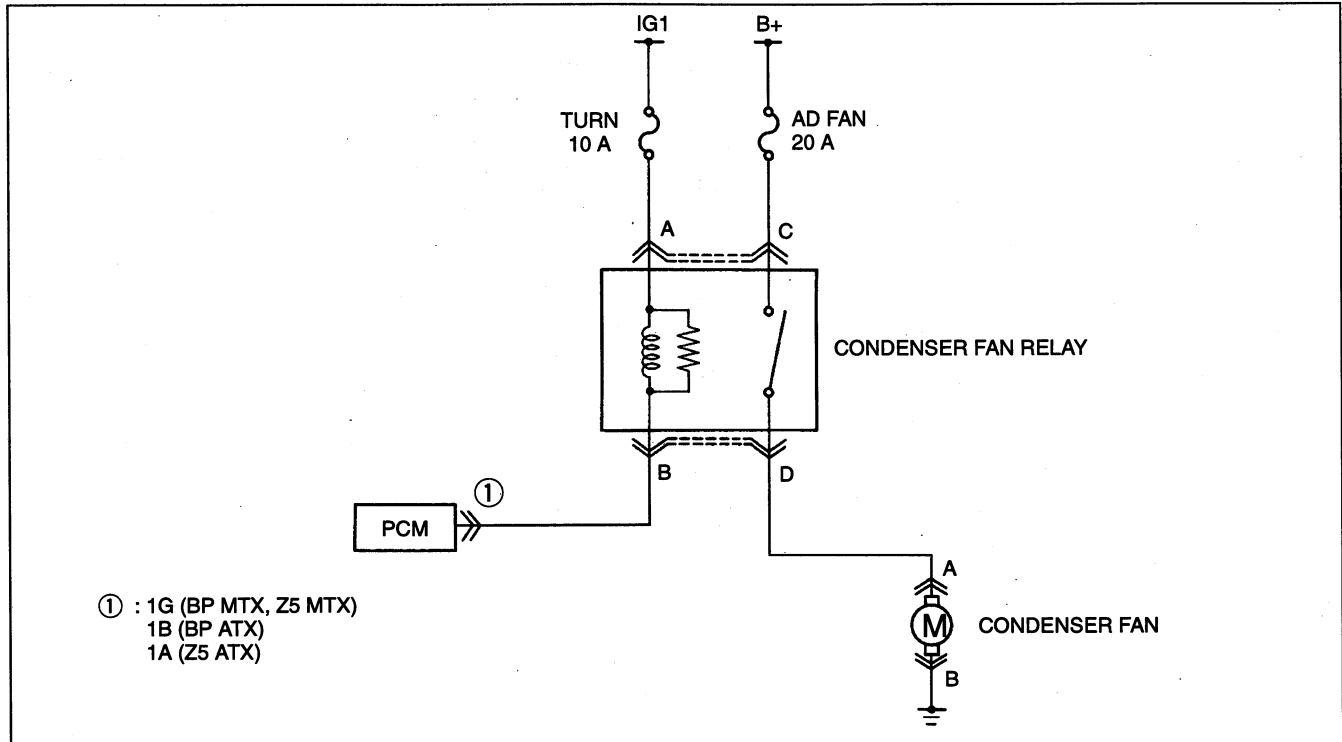 IG1
B+
TURN
10 A
AD FAN
20 A
A
C
CONDENSER FAN RELAY
B
D
①
PCM
A
M
CONDENSER FAN
B
① : 1G (BP MTX, Z5 MTX)
1B (BP ATX)
1A (Z5 ATX)